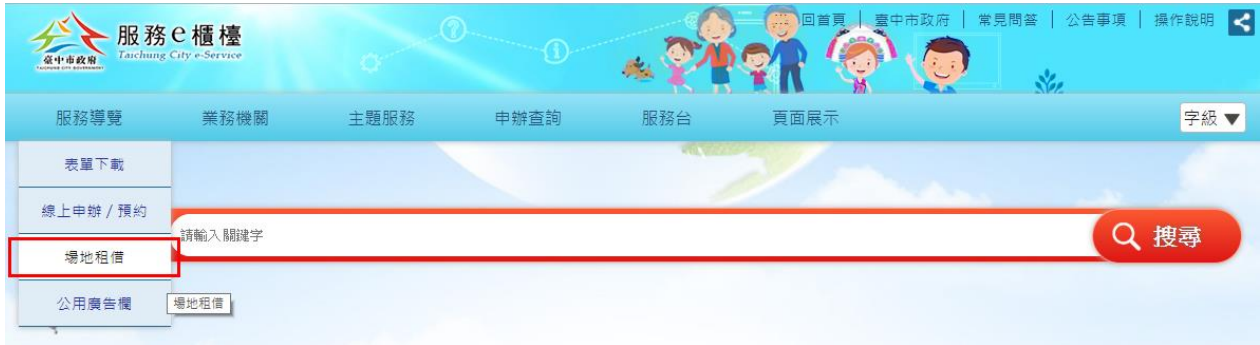 回首頁 | 臺中市政府 | 常見問答 | 公告事項 | 操作說明
臺中市政府
TAICHUNG CITY GOVERNMENT
服務e櫃檯
Taichung City e-Service
服務導覽 業務機關 主題服務 申辦查詢 服務台 頁面展示 字級▼
表單下載
線上申辦 / 預約
請輸入關鍵字 搜尋
場地租借
公用廣告欄 場地租借